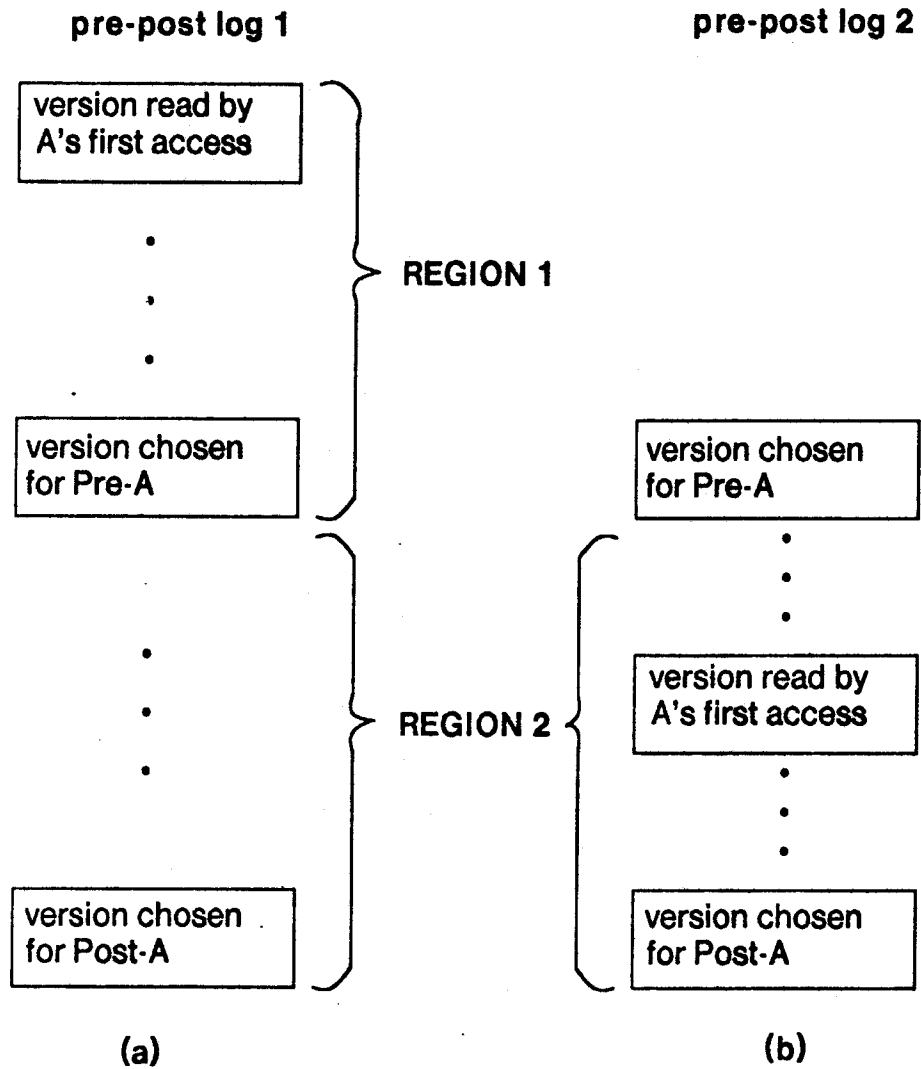 pre-post log 1
pre-post log 2
version read by
A's first access
REGION 1
version chosen
for Pre-A
version chosen
for Pre-A
version read by
A's first access
REGION 2
version chosen
for Post-A
version chosen
for Post-A
(a)
(b)